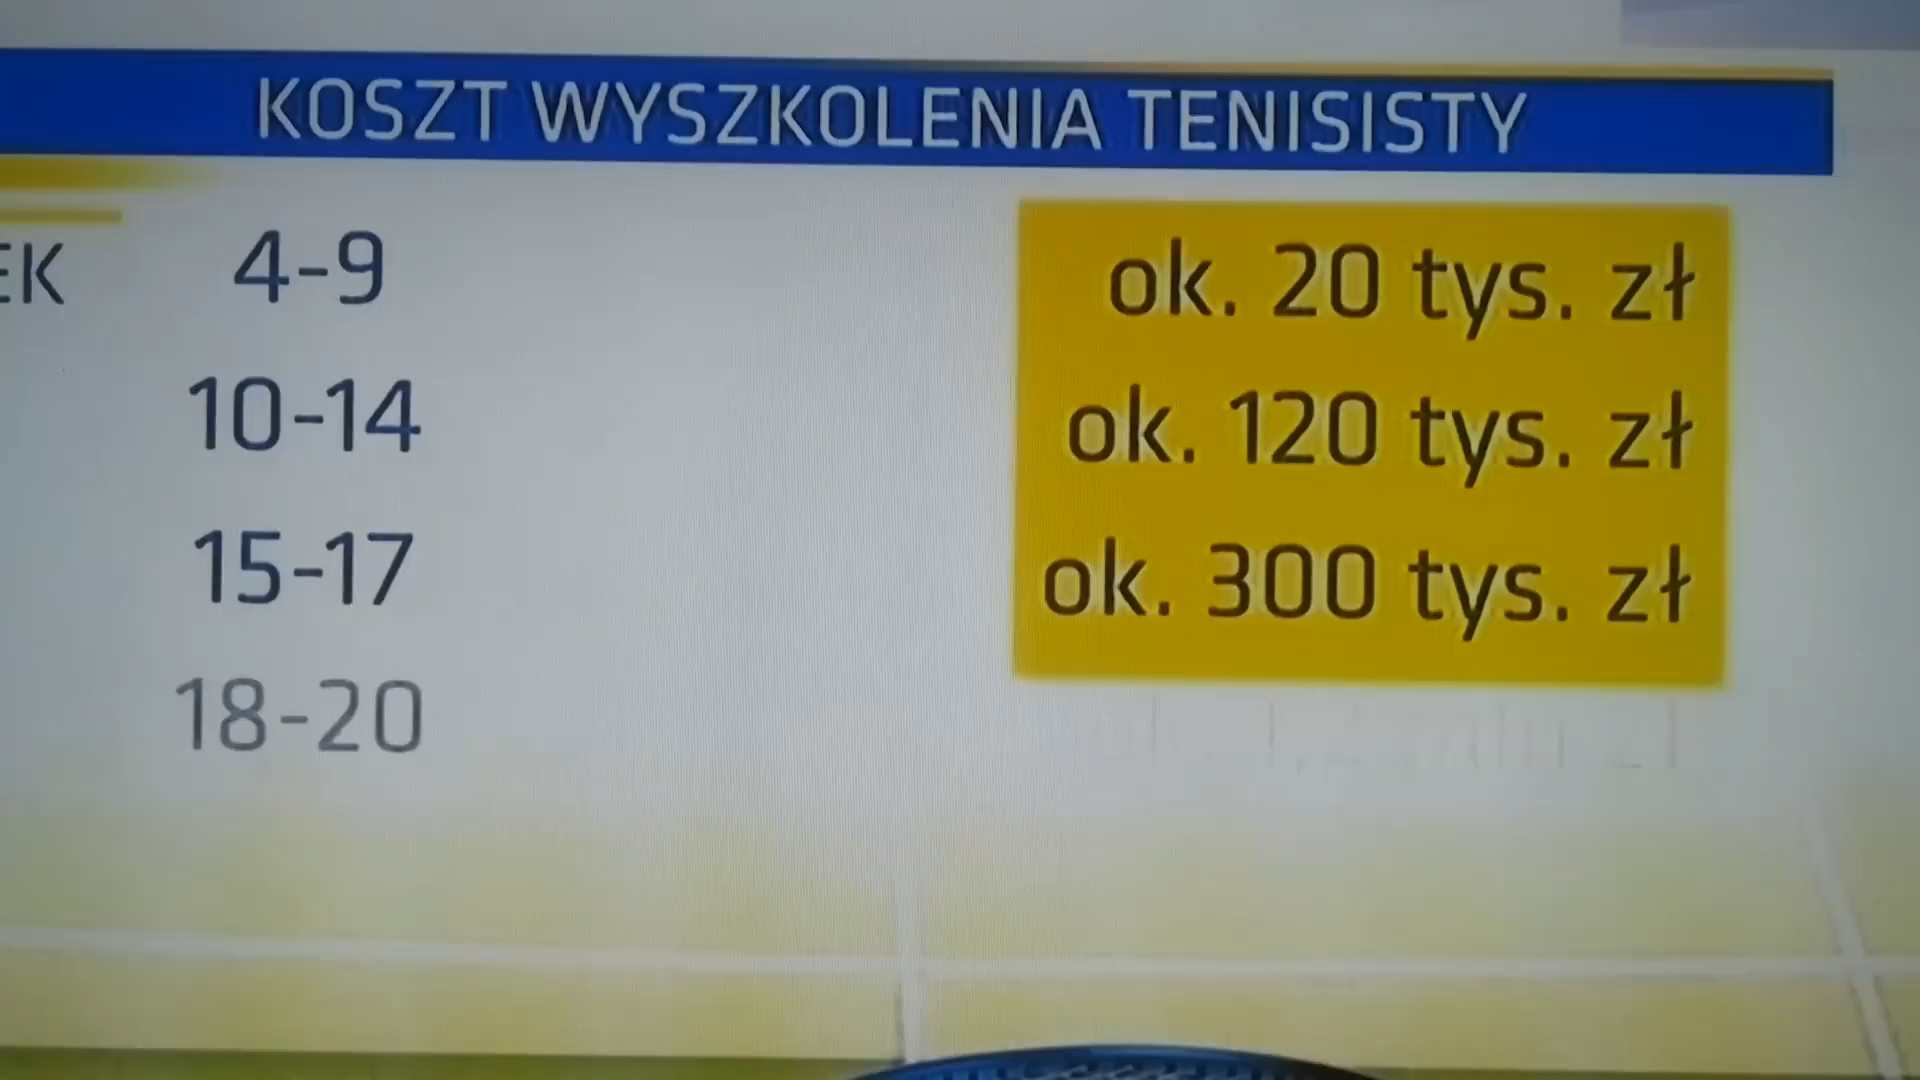 KOSZT WYSZKOLENIA TENISISTY
EK 4-9 ok. 20 tys. zł
10-14 ok. 120 tys. zł
15-17 ok. 300 tys. zł
18-20